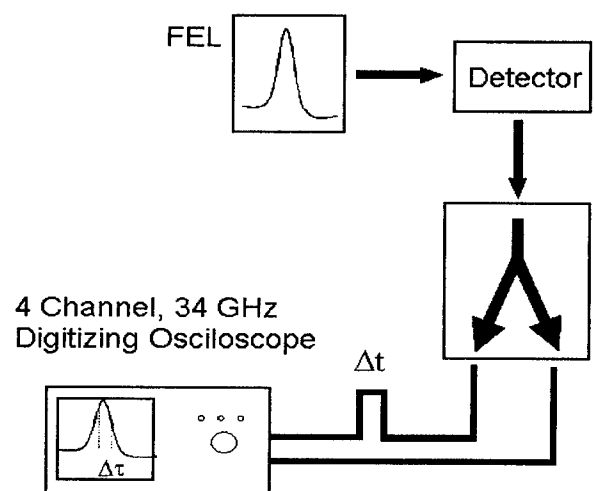 FEL
Detector
4 Channel, 34 GHz
Digitizing Osciloscope
Δt
Δτ